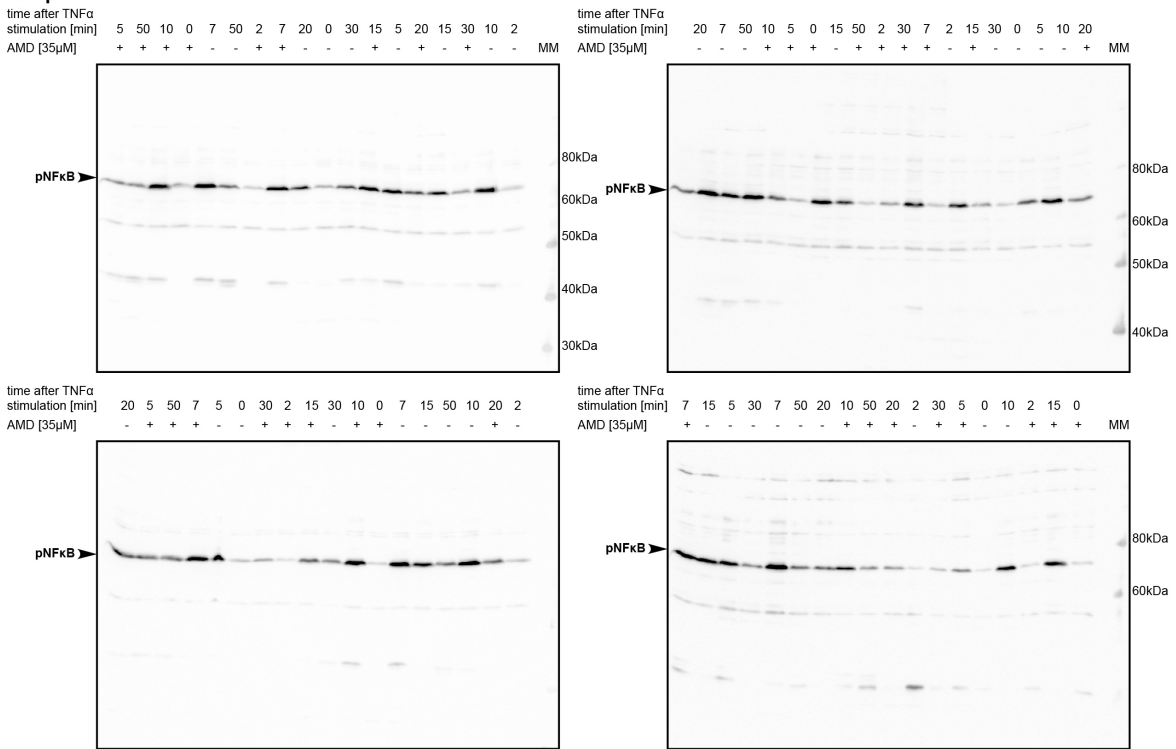 time after TNFα
stimulation [min] 5 50 10 0 7 50 2 7 20 0 30 15 5 20 15 30 10 2
AMD [35µM] + + + + - - + + - - - + - + - + - - MM
pNFκB
80kDa
60kDa
50kDa
40kDa
30kDa
time after TNFα
stimulation [min] 20 7 50 10 5 0 15 50 2 30 7 2 15 30 0 5 10 20
AMD [35µM] - - - + + + - + + + + - + - - - - + MM
pNFκB
80kDa
60kDa
50kDa
40kDa
time after TNFα
stimulation [min] 20 5 50 7 5 0 30 2 15 30 10 0 7 15 50 10 20 2
AMD [35µM] - + + + - - + + + - + + - - - - + -
pNFκB
time after TNFα
stimulation [min] 7 15 5 30 7 50 20 10 50 20 2 30 5 0 10 2 15 0
AMD [35µM] + - - - - - - + + + - + + - - + + + MM
pNFκB
80kDa
60kDa